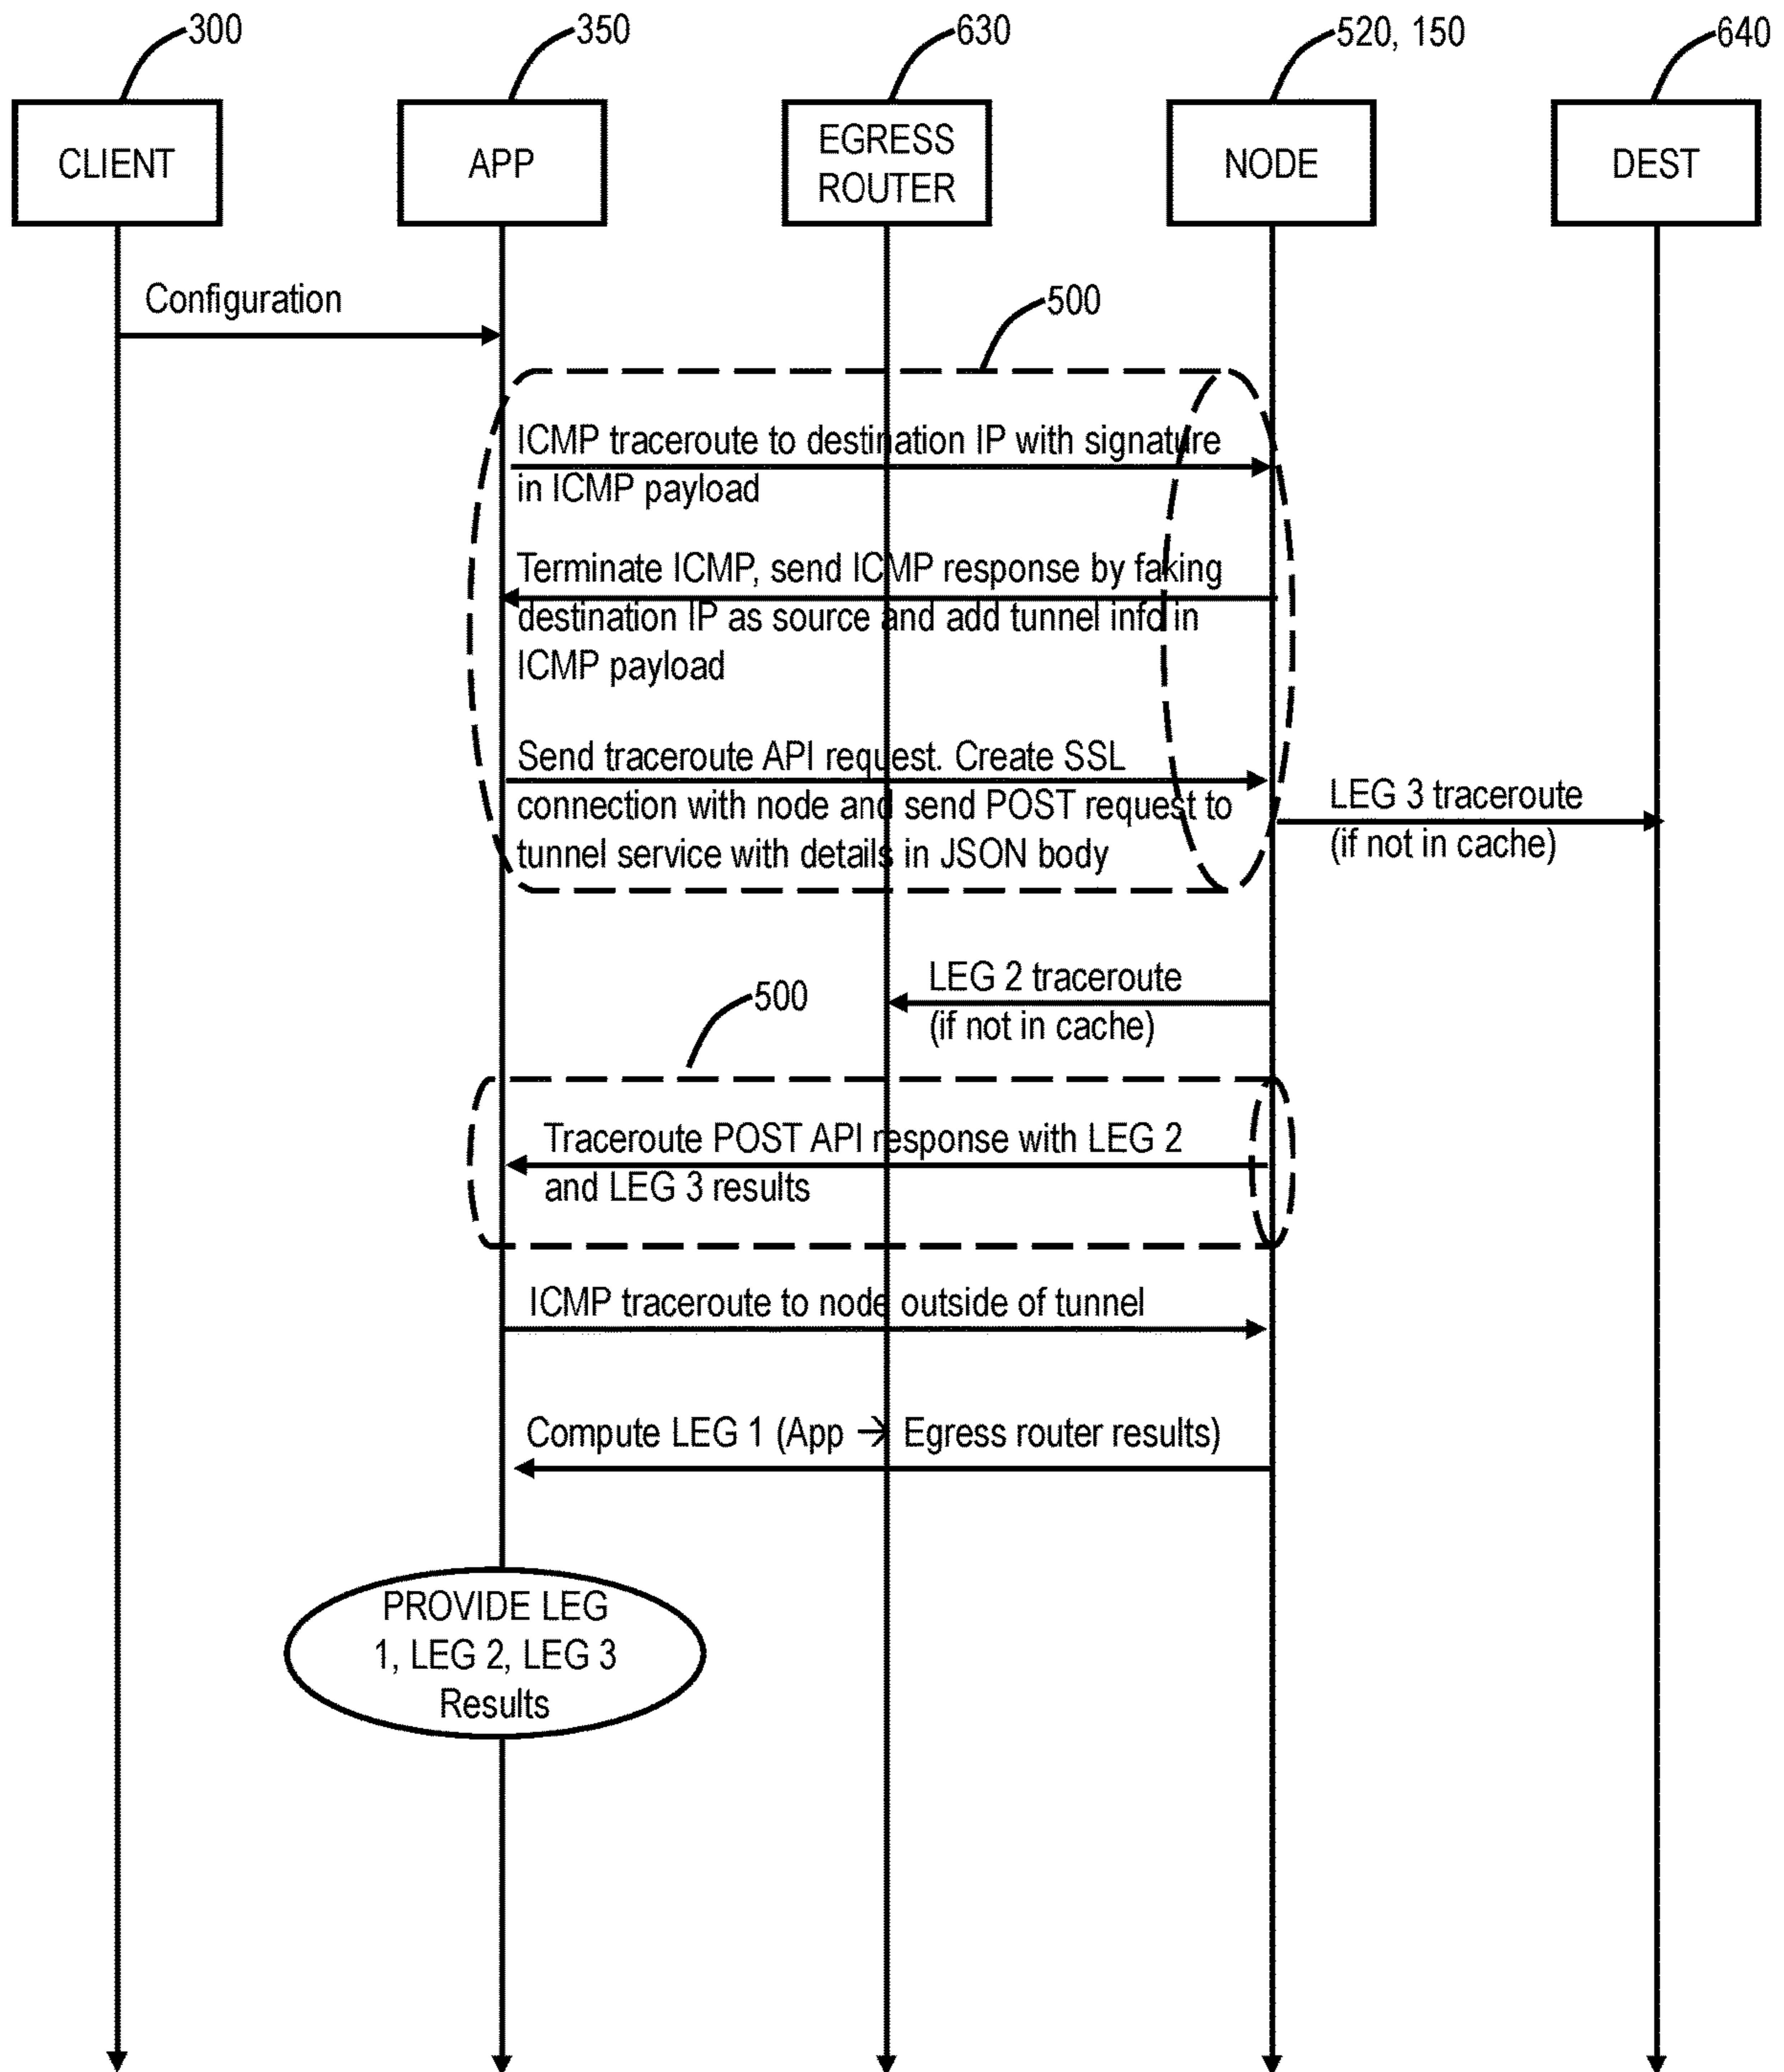 300
350
630
520, 150
640
CLIENT
APP
EGRESS
ROUTER
NODE
DEST
Configuration
500
ICMP traceroute to destination IP with signature
in ICMP payload
Terminate ICMP, send ICMP response by faking
destination IP as source and add tunnel info in
ICMP payload
Send traceroute API request. Create SSL
connection with node and send POST request to
tunnel service with details in JSON body
LEG 3 traceroute
(if not in cache)
LEG 2 traceroute
(if not in cache)
500
Traceroute POST API response with LEG 2
and LEG 3 results
ICMP traceroute to node outside of tunnel
Compute LEG 1 (App → Egress router results)
PROVIDE LEG
1, LEG 2, LEG 3
Results